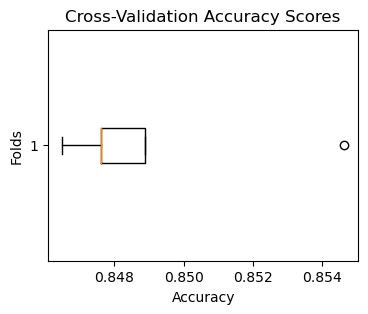 Cross-Validation Accuracy Scores
Folds
1
0.848 0.850 0.852 0.854
Accuracy